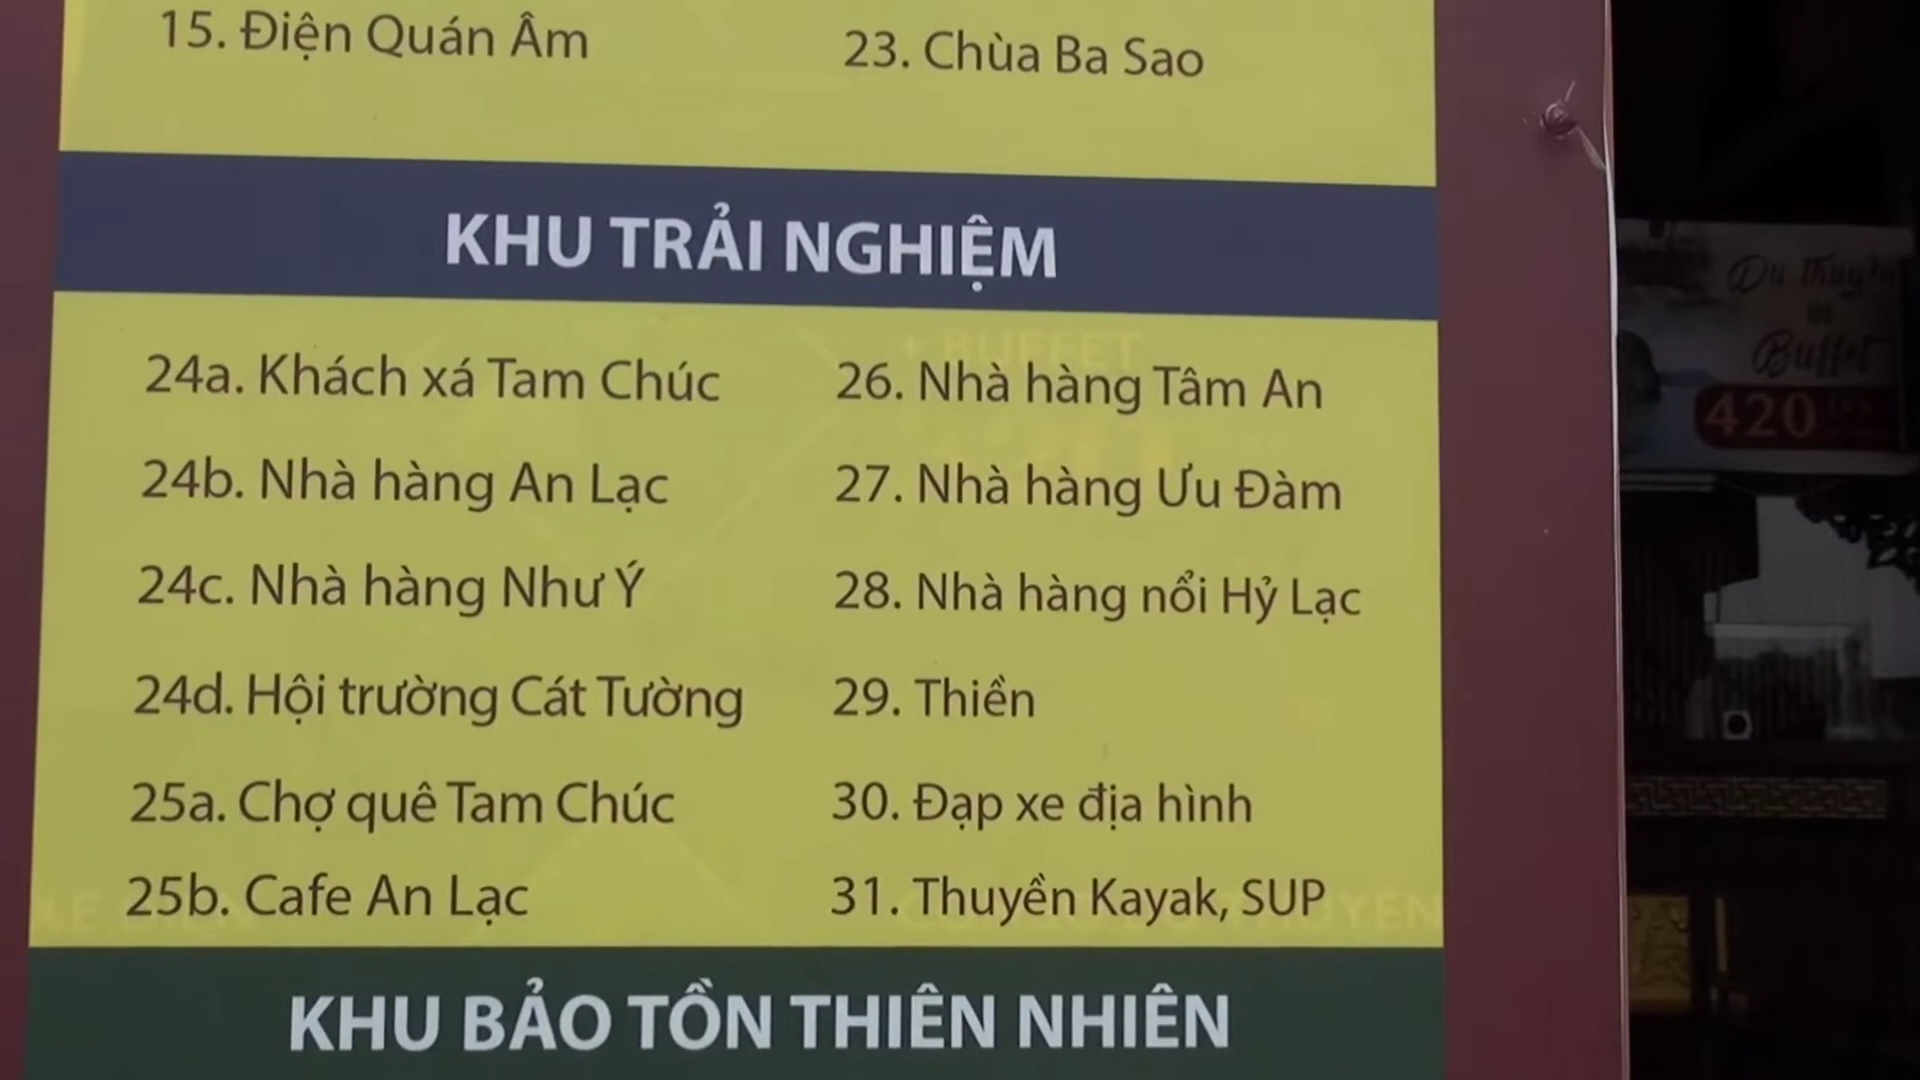 15. Điện Quán Âm
23. Chùa Ba Sao
KHU TRẢI NGHIỆM
24a. Khách xá Tam Chúc
24b. Nhà hàng An Lạc
24c. Nhà hàng Như Ý
24d. Hội trường Cát Tường
25a. Chợ quê Tam Chúc
25b. Cafe An Lạc
26. Nhà hàng Tâm An
27. Nhà hàng Ưu Đàm
28. Nhà hàng nổi Hỷ Lạc
29. Thiền
30. Đạp xe địa hình
31. Thuyền Kayak, SUP
KHU BẢO TỒN THIÊN NHIÊN
Du thuyền
Buffet
420
+ BUFFET